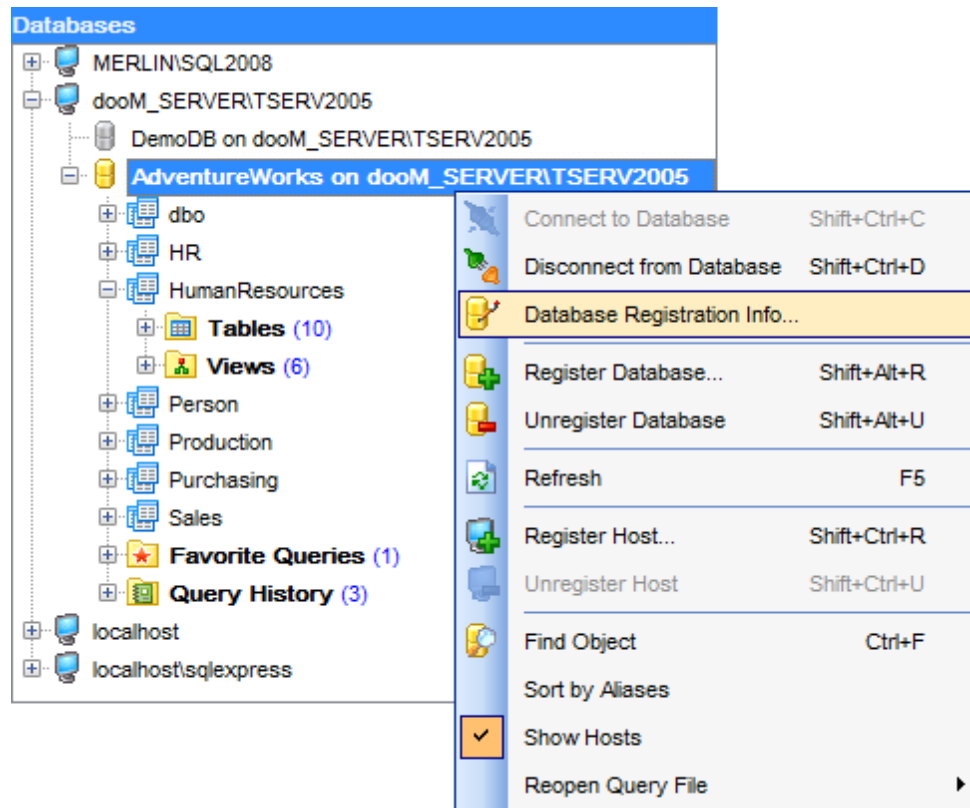 Databases
MERLIN\SQL2008
dooM_SERVER\TSERV2005
DemoDB on dooM_SERVER\TSERV2005
AdventureWorks on dooM_SERVER\TSERV2005
dbo
HR
HumanResources
Tables (10)
Views (6)
Person
Production
Purchasing
Sales
Favorite Queries (1)
Query History (3)
localhost
localhost\sqlexpress
Connect to Database Shift+Ctrl+C
Disconnect from Database Shift+Ctrl+D
Database Registration Info...
Register Database... Shift+Alt+R
Unregister Database Shift+Alt+U
Refresh F5
Register Host... Shift+Ctrl+R
Unregister Host Shift+Ctrl+U
Find Object Ctrl+F
Sort by Aliases
Show Hosts
Reopen Query File